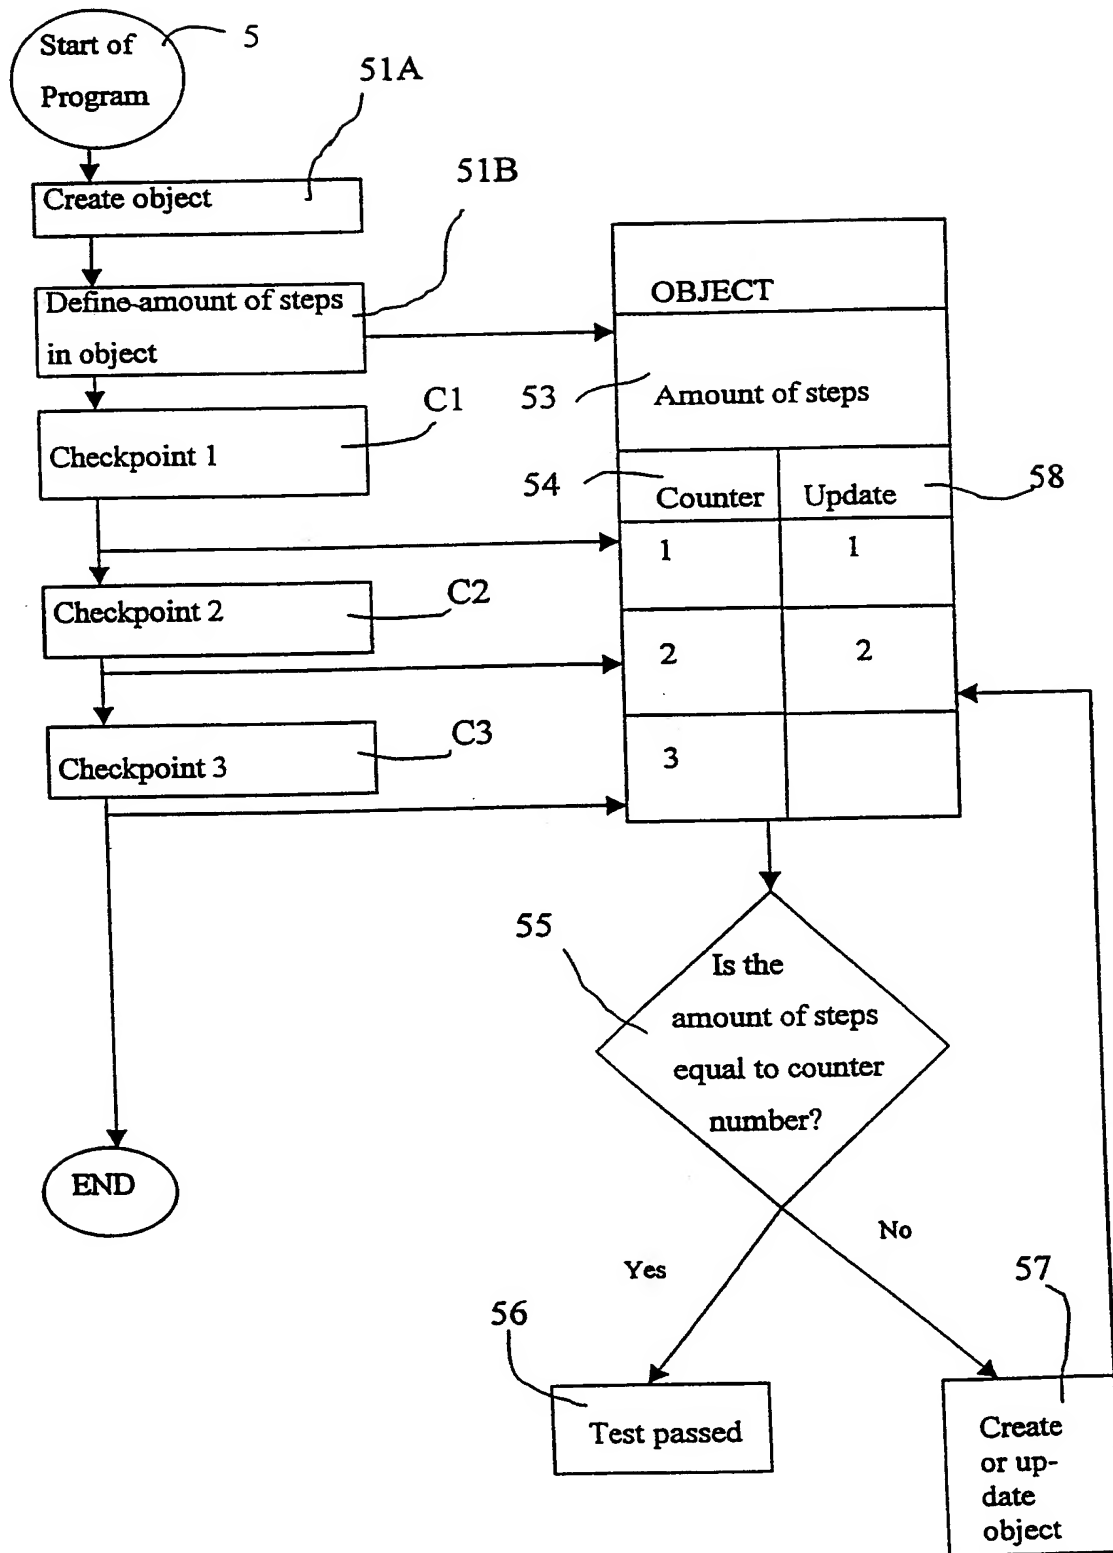 Start of
Program
5
51A
Create object
51B
Define amount of steps
in object
OBJECT
53
Amount of steps
C1
Checkpoint 1
54
Counter
Update
58
1
1
C2
Checkpoint 2
2
2
C3
Checkpoint 3
3
55
Is the
amount of steps
equal to counter
number?
END
Yes
No
56
Test passed
57
Create
or up-
date
object